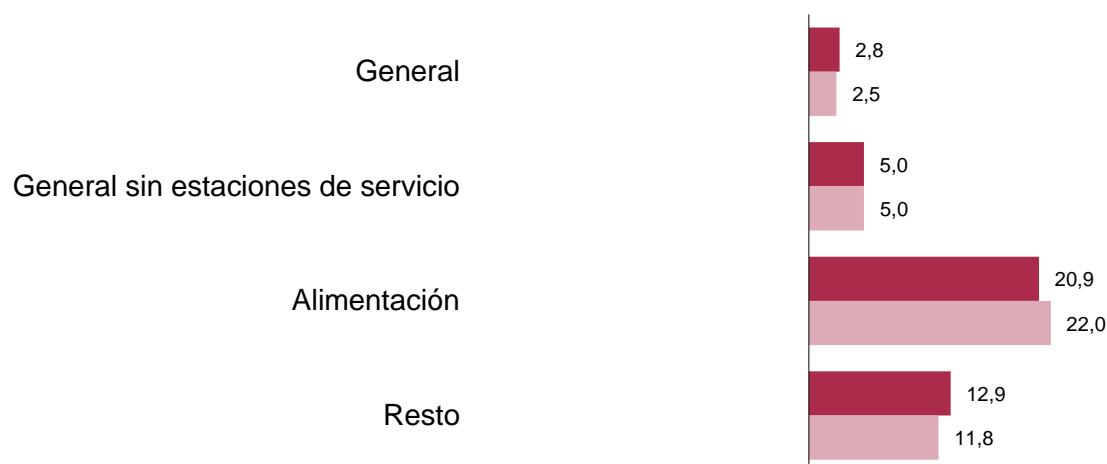 General
2,8
2,5
General sin estaciones de servicio
5,0
5,0
Alimentación
20,9
22,0
Resto
12,9
11,8